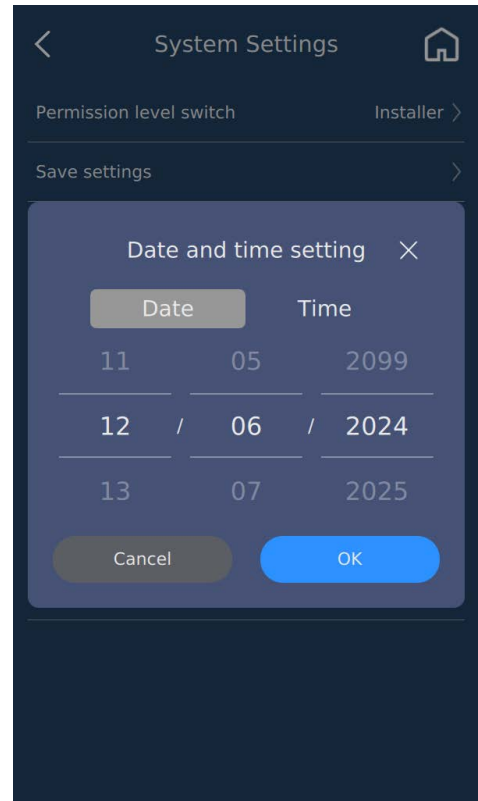 System Settings
Permission level switch Installer
Save settings
Date and time setting
Date Time
11 05 2099
12 / 06 / 2024
13 07 2025
Cancel OK